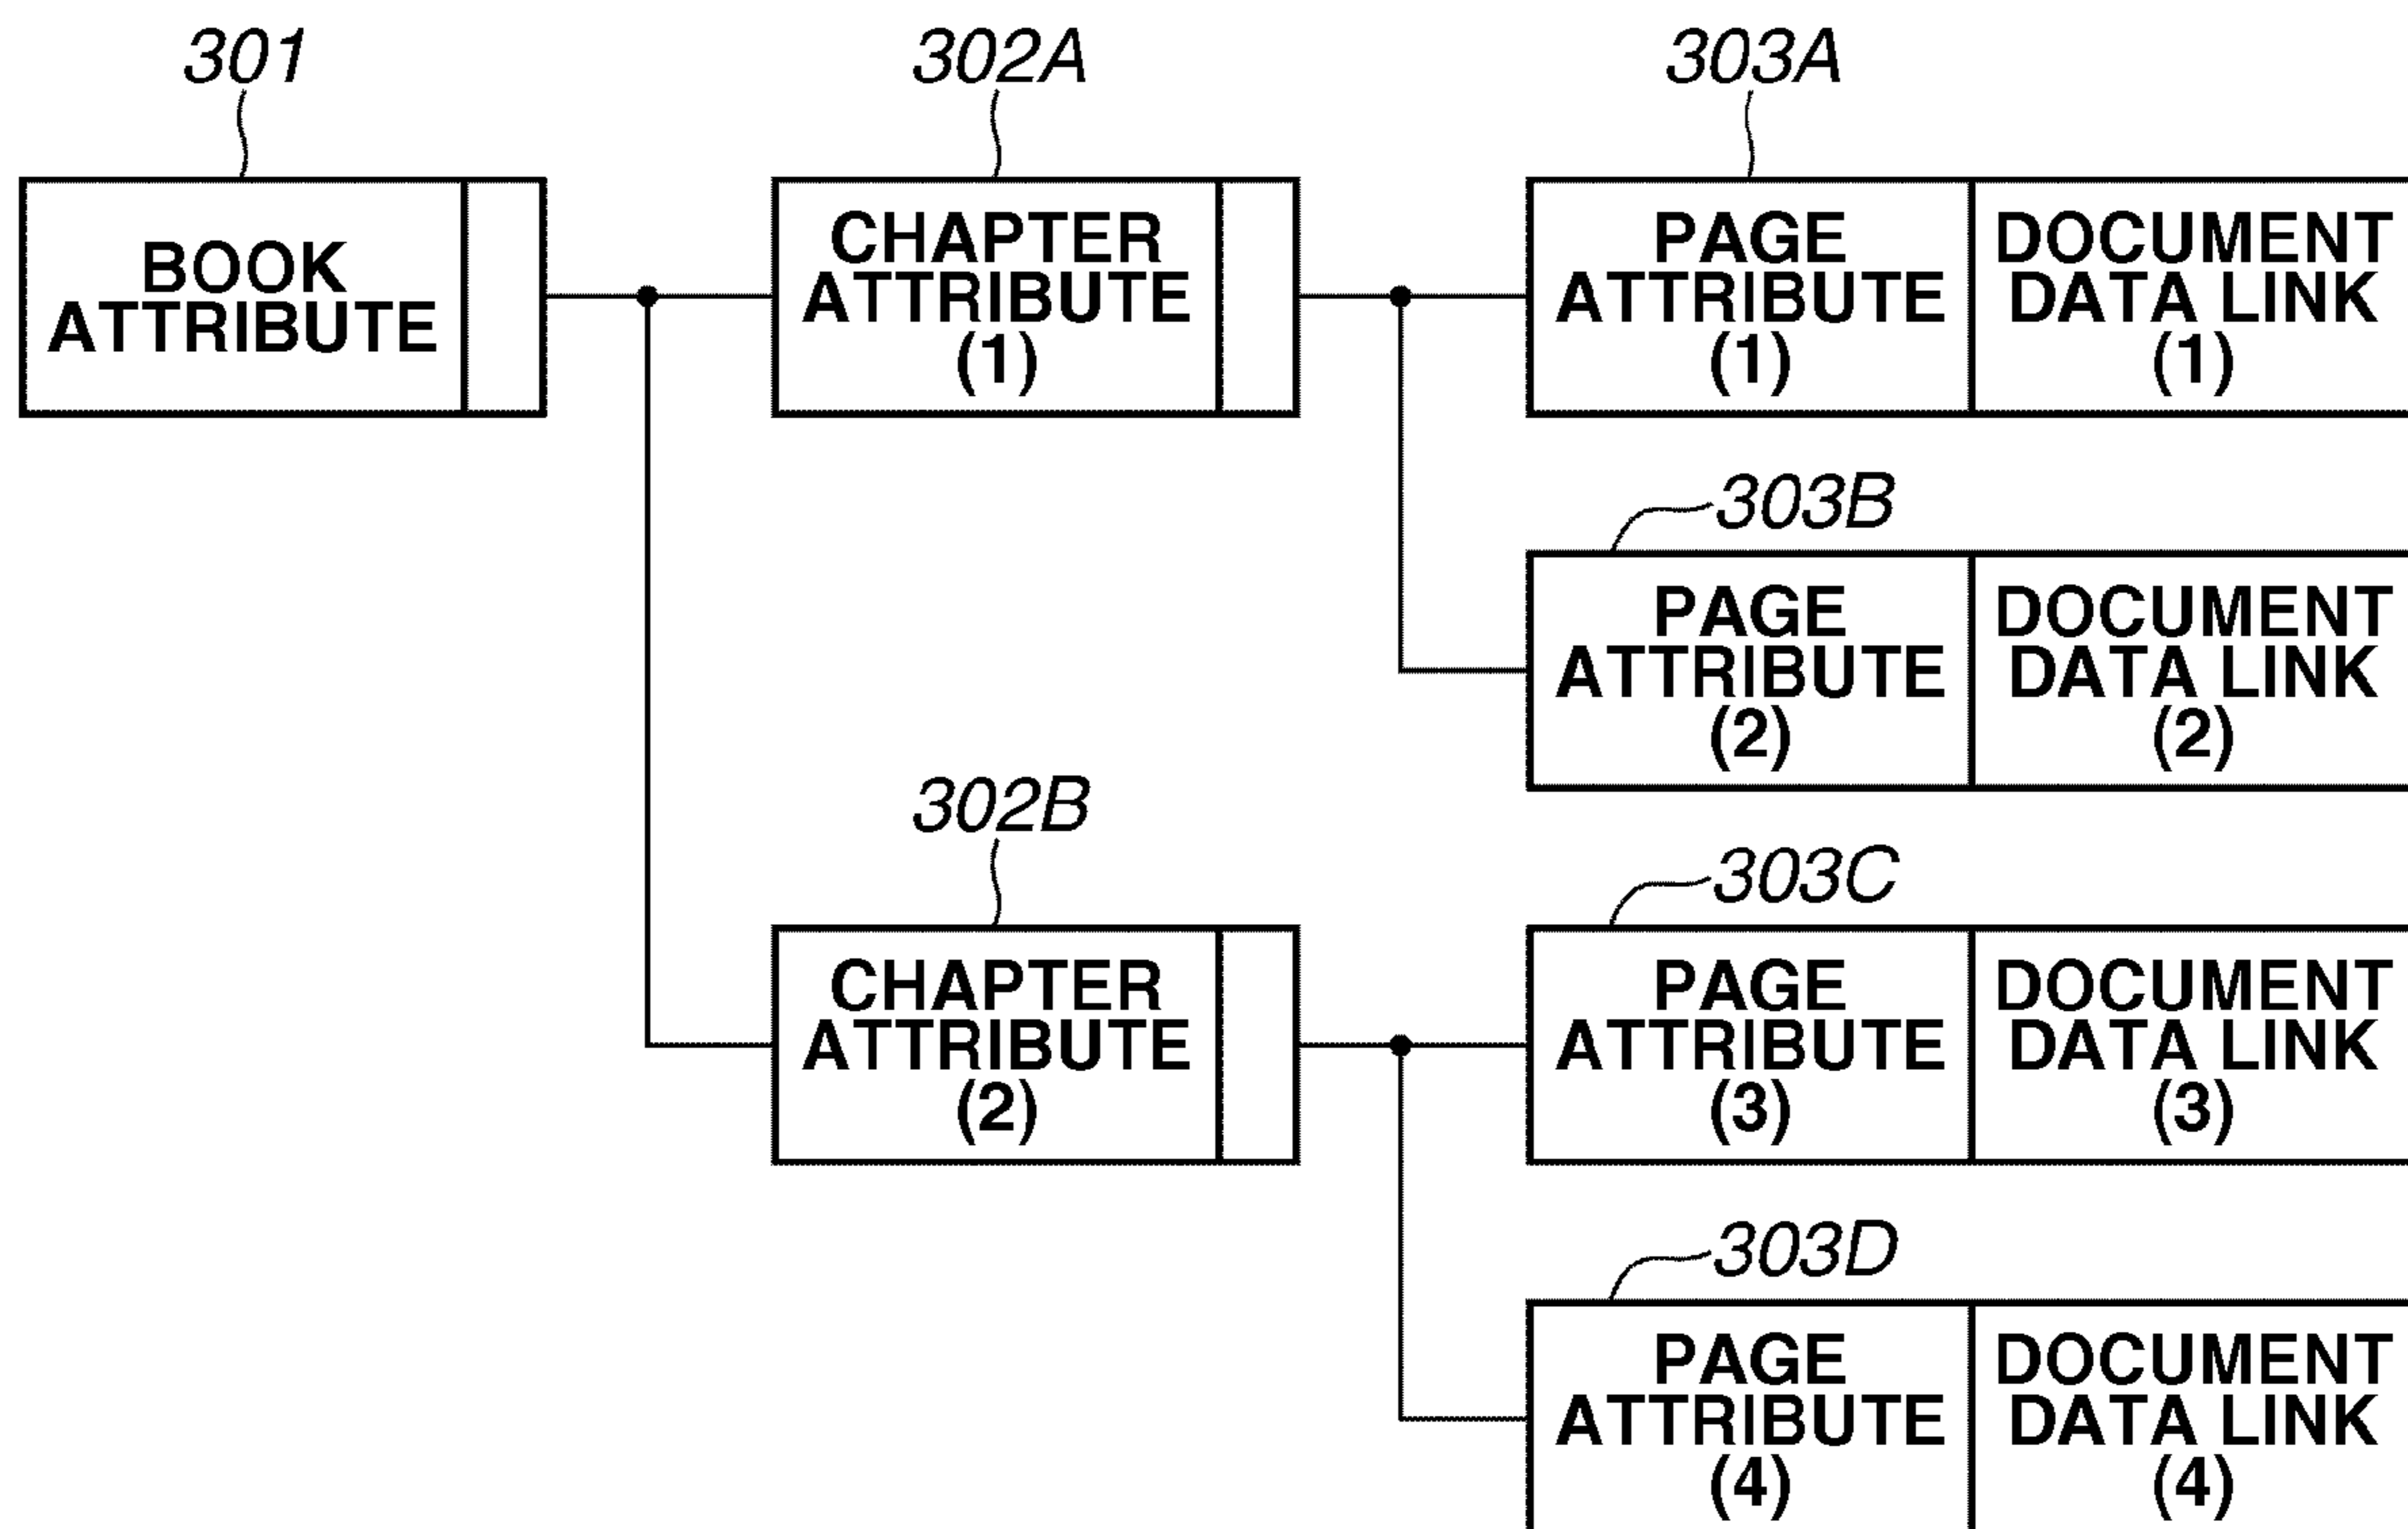 301
302A
303A
BOOK
ATTRIBUTE
CHAPTER
ATTRIBUTE
(1)
PAGE
ATTRIBUTE
(1)
DOCUMENT
DATA LINK
(1)
303B
PAGE
ATTRIBUTE
(2)
DOCUMENT
DATA LINK
(2)
302B
303C
CHAPTER
ATTRIBUTE
(2)
PAGE
ATTRIBUTE
(3)
DOCUMENT
DATA LINK
(3)
303D
PAGE
ATTRIBUTE
(4)
DOCUMENT
DATA LINK
(4)